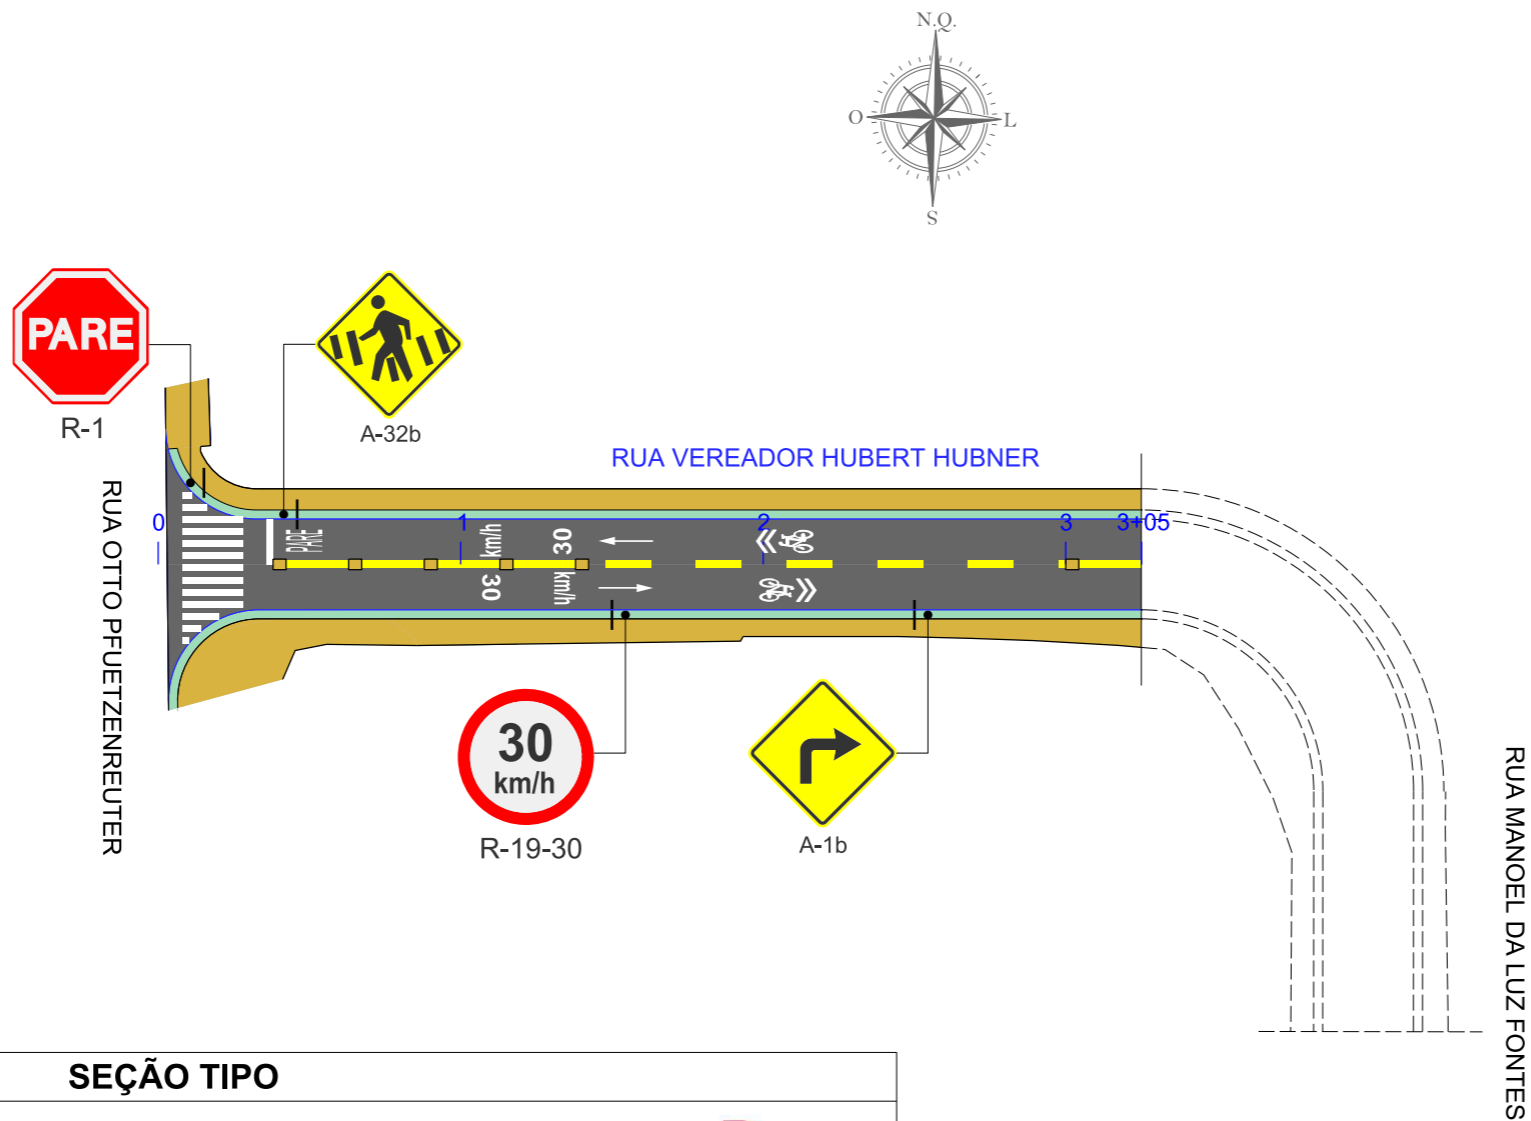 N.Q.
O
L
S
PARE
R-1
A-32b
RUA VEREADOR HUBERT HUBNER
RUA OTTO PFUETZENREUTER
0
1
2
3
3+05
PARE
km/h
30
30
km/h
30
km/h
R-19-30
A-1b
RUA MANOEL DA LUZ FONTES
SEÇÃO TIPO